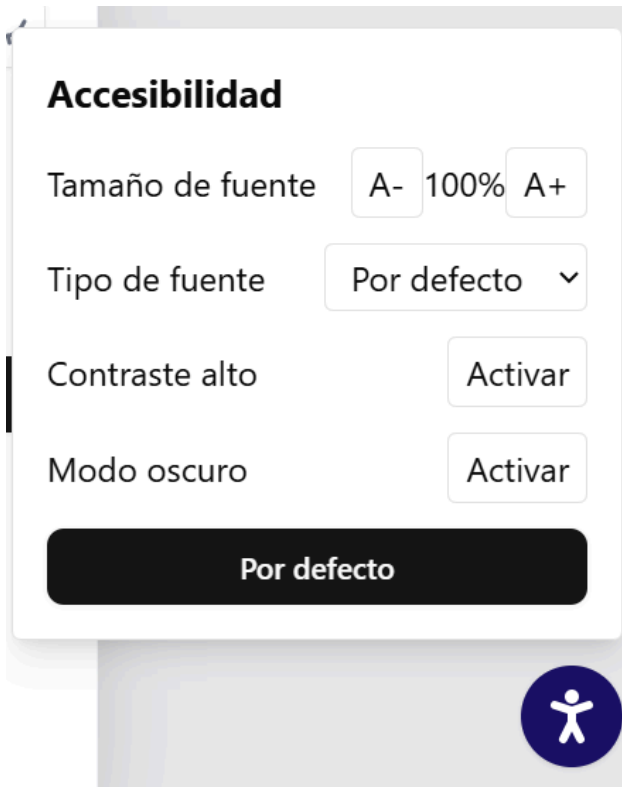 Accesibilidad
Tamaño de fuente A- 100% A+
Tipo de fuente Por defecto
Contraste alto Activar
Modo oscuro Activar
Por defecto